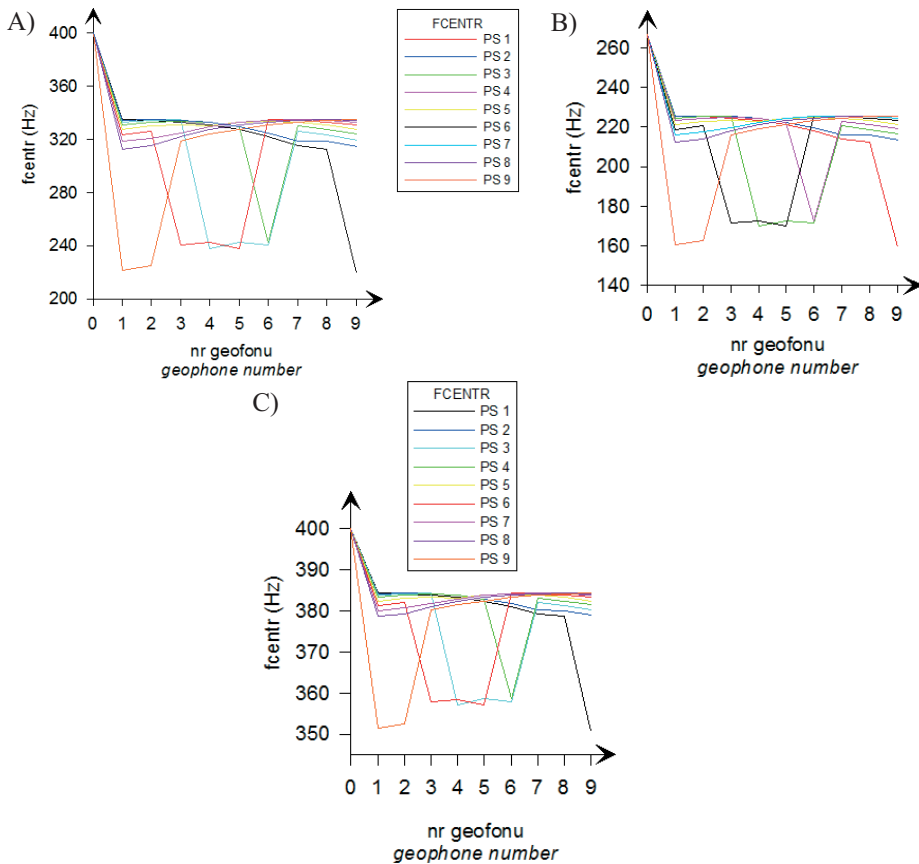 A)
400
360
320
280
240
200
fcentr (Hz)
0 1 2 3 4 5 6 7 8 9
nr geofonu
geophone number
FCENTR
PS 1
PS 2
PS 3
PS 4
PS 5
PS 6
PS 7
PS 8
PS 9
B)
260
240
220
200
180
160
140
fcentr (Hz)
0 1 2 3 4 5 6 7 8 9
nr geofonu
geophone number
C)
FCENTR
PS 1
PS 2
PS 3
PS 4
PS 5
PS 6
PS 7
PS 8
PS 9
400
390
380
370
360
350
fcentr (Hz)
0 1 2 3 4 5 6 7 8 9
nr geofonu
geophone number